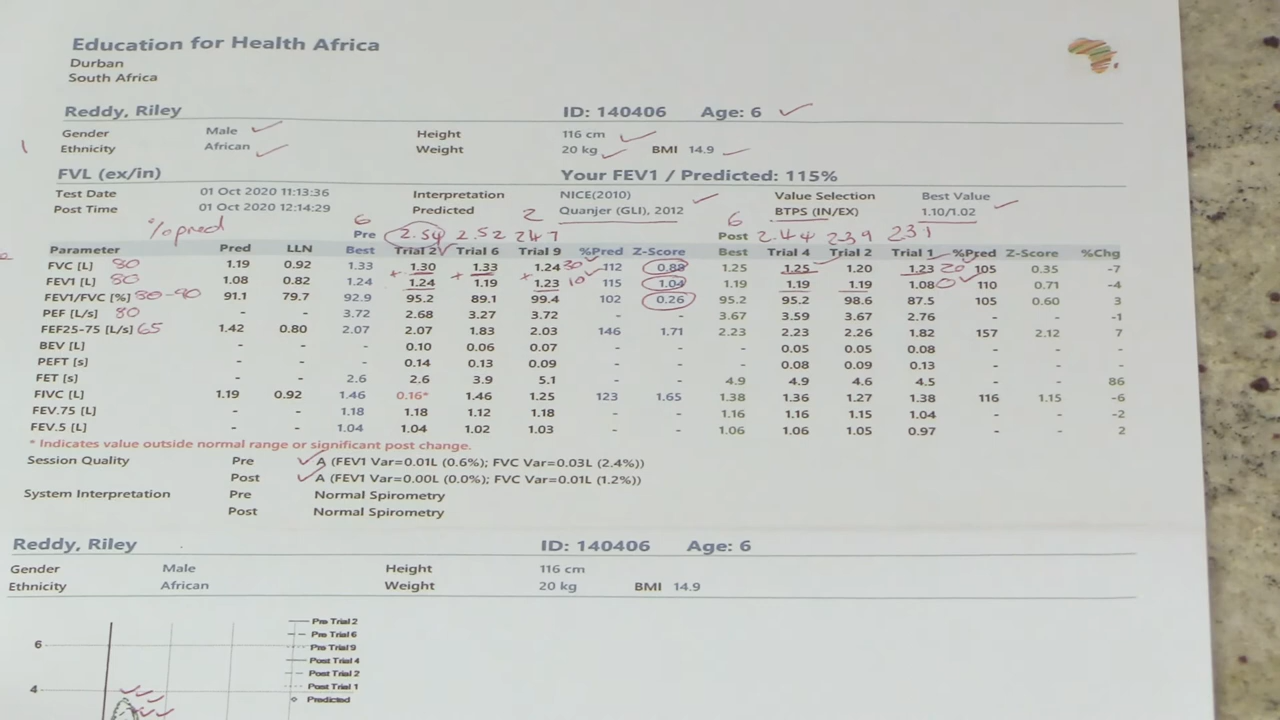 Education for Health Africa
Durban
South Africa
Reddy, Riley ID: 140406 Age: 6
Gender Male Height 116 cm
Ethnicity African Weight 20 kg BMI 14.9
FVL (ex/in) Your FEV1 / Predicted: 115%
Test Date 01 Oct 2020 11:13:36 Interpretation NICE(2010) Value Selection Best Value
Post Time 01 Oct 2020 12:14:29 Predicted 2 Quanjer (GLI), 2012 BTPS (IN/EX) 1.10/1.02
%pred 6 Pre 2.54 2.52 247 6 Post 2.44 239 231
Parameter Pred LLN Best Trial 2 Trial 6 Trial 9 %Pred Z-Score Best Trial 4 Trial 2 Trial 1 %Pred Z-Score %Chg
FVC [L] 80 1.19 0.92 1.33 1.30 1.33 1.24 30 112 0.88 1.25 1.25 1.20 1.23 20 105 0.35 -7
FEV1 [L] 80 1.08 0.82 1.24 1.24 1.19 1.23 10 115 1.04 1.19 1.19 1.19 1.08 0 110 0.71 -4
FEV1/FVC [%] 80-90 91.1 79.7 92.9 95.2 89.1 99.4 102 0.26 95.2 95.2 98.6 87.5 105 0.60 3
PEF [L/s] 80 - - 3.72 2.68 3.27 3.72 - - 3.67 3.59 3.67 2.76 - - -1
FEF25-75 [L/s] 65 1.42 0.80 2.07 2.07 1.83 2.03 146 1.71 2.23 2.23 2.26 1.82 157 2.12 7
BEV [L] - - - 0.10 0.06 0.07 - - - 0.05 0.05 0.08 - - -
PEFT [s] - - - 0.14 0.13 0.09 - - - 0.08 0.09 0.13 - - -
FET [s] - - 2.6 2.6 3.9 5.1 - - 4.9 4.9 4.6 4.5 - - 86
FIVC [L] 1.19 0.92 1.46 0.16* 1.46 1.25 123 1.65 1.38 1.36 1.27 1.38 116 1.15 -6
FEV.75 [L] - - 1.18 1.18 1.12 1.18 - - 1.16 1.16 1.15 1.04 - - -2
FEV.5 [L] - - 1.04 1.04 1.02 1.03 - - 1.06 1.06 1.05 0.97 - - 2
* Indicates value outside normal range or significant post change.
Session Quality Pre A (FEV1 Var=0.01L (0.6%); FVC Var=0.03L (2.4%))
Post A (FEV1 Var=0.00L (0.0%); FVC Var=0.01L (1.2%))
System Interpretation Pre Normal Spirometry
Post Normal Spirometry
Reddy, Riley ID: 140406 Age: 6
Gender Male Height 116 cm
Ethnicity African Weight 20 kg BMI 14.9
Pre Trial 2
6 Pre Trial 6
Pre Trial 9
Post Trial 4
Post Trial 2
4 Post Trial 1
Predicted